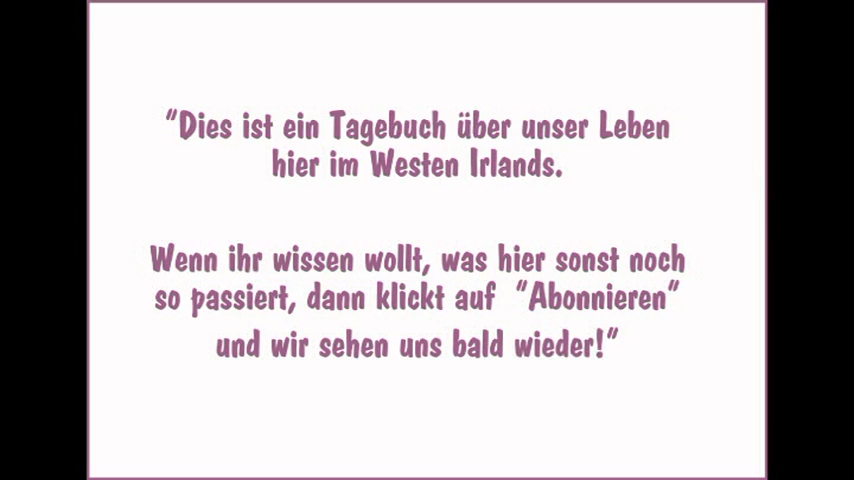 "Dies ist ein Tagebuch über unser Leben
hier im Westen Irlands.
Wenn ihr wissen wollt, was hier sonst noch
so passiert, dann klickt auf "Abonnieren"
und wir sehen uns bald wieder!"